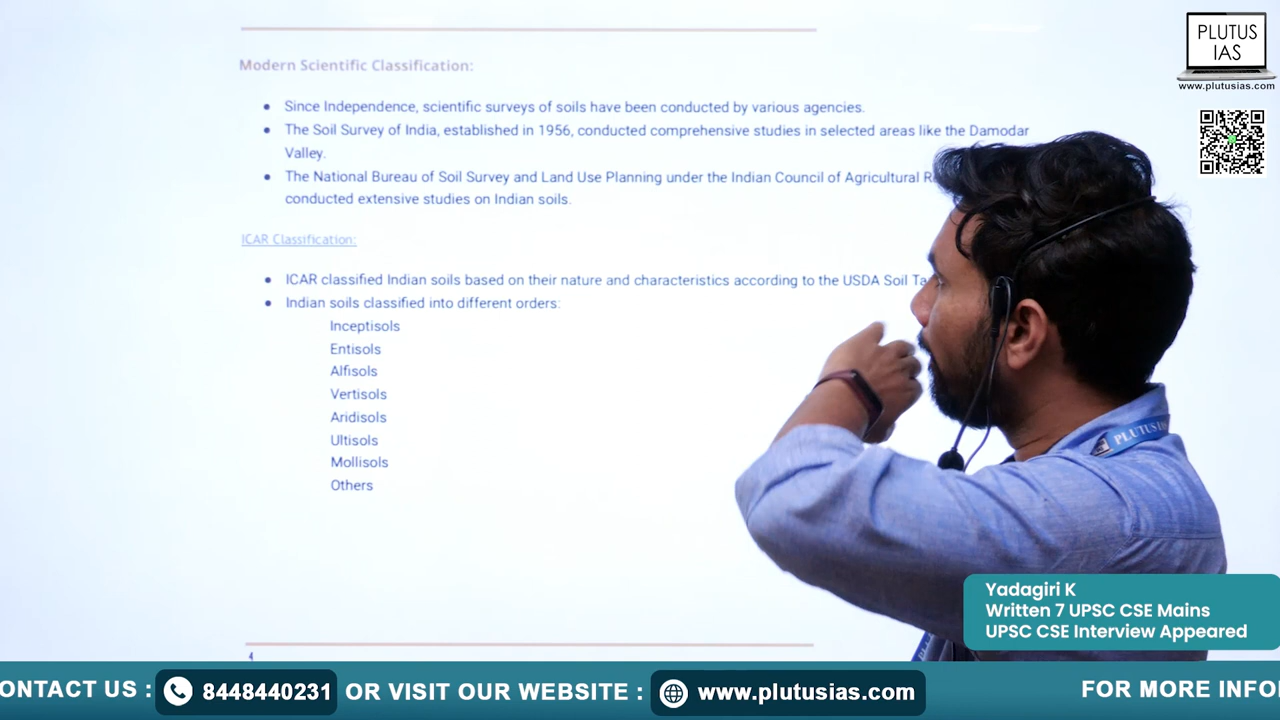 PLUTUS
IAS
www.plutusias.com
Modern Scientific Classification:
Since Independence, scientific surveys of soils have been conducted by various agencies.
The Soil Survey of India, established in 1956, conducted comprehensive studies in selected areas like the Damodar
Valley.
The National Bureau of Soil Survey and Land Use Planning under the Indian Council of Agricultural
conducted extensive studies on Indian soils.
ICAR Classification:
ICAR classified Indian soils based on their nature and characteristics according to the USDA Soil
Indian soils classified into different orders:
Inceptisols
Entisols
Alfisols
Vertisols
Aridisols
Ultisols
Mollisols
Others
PLUTUS
Yadagiri K
Written 7 UPSC CSE Mains
UPSC CSE Interview Appeared
4
ONTACT US : 8448440231 OR VISIT OUR WEBSITE : www.plutusias.com FOR MORE INFO